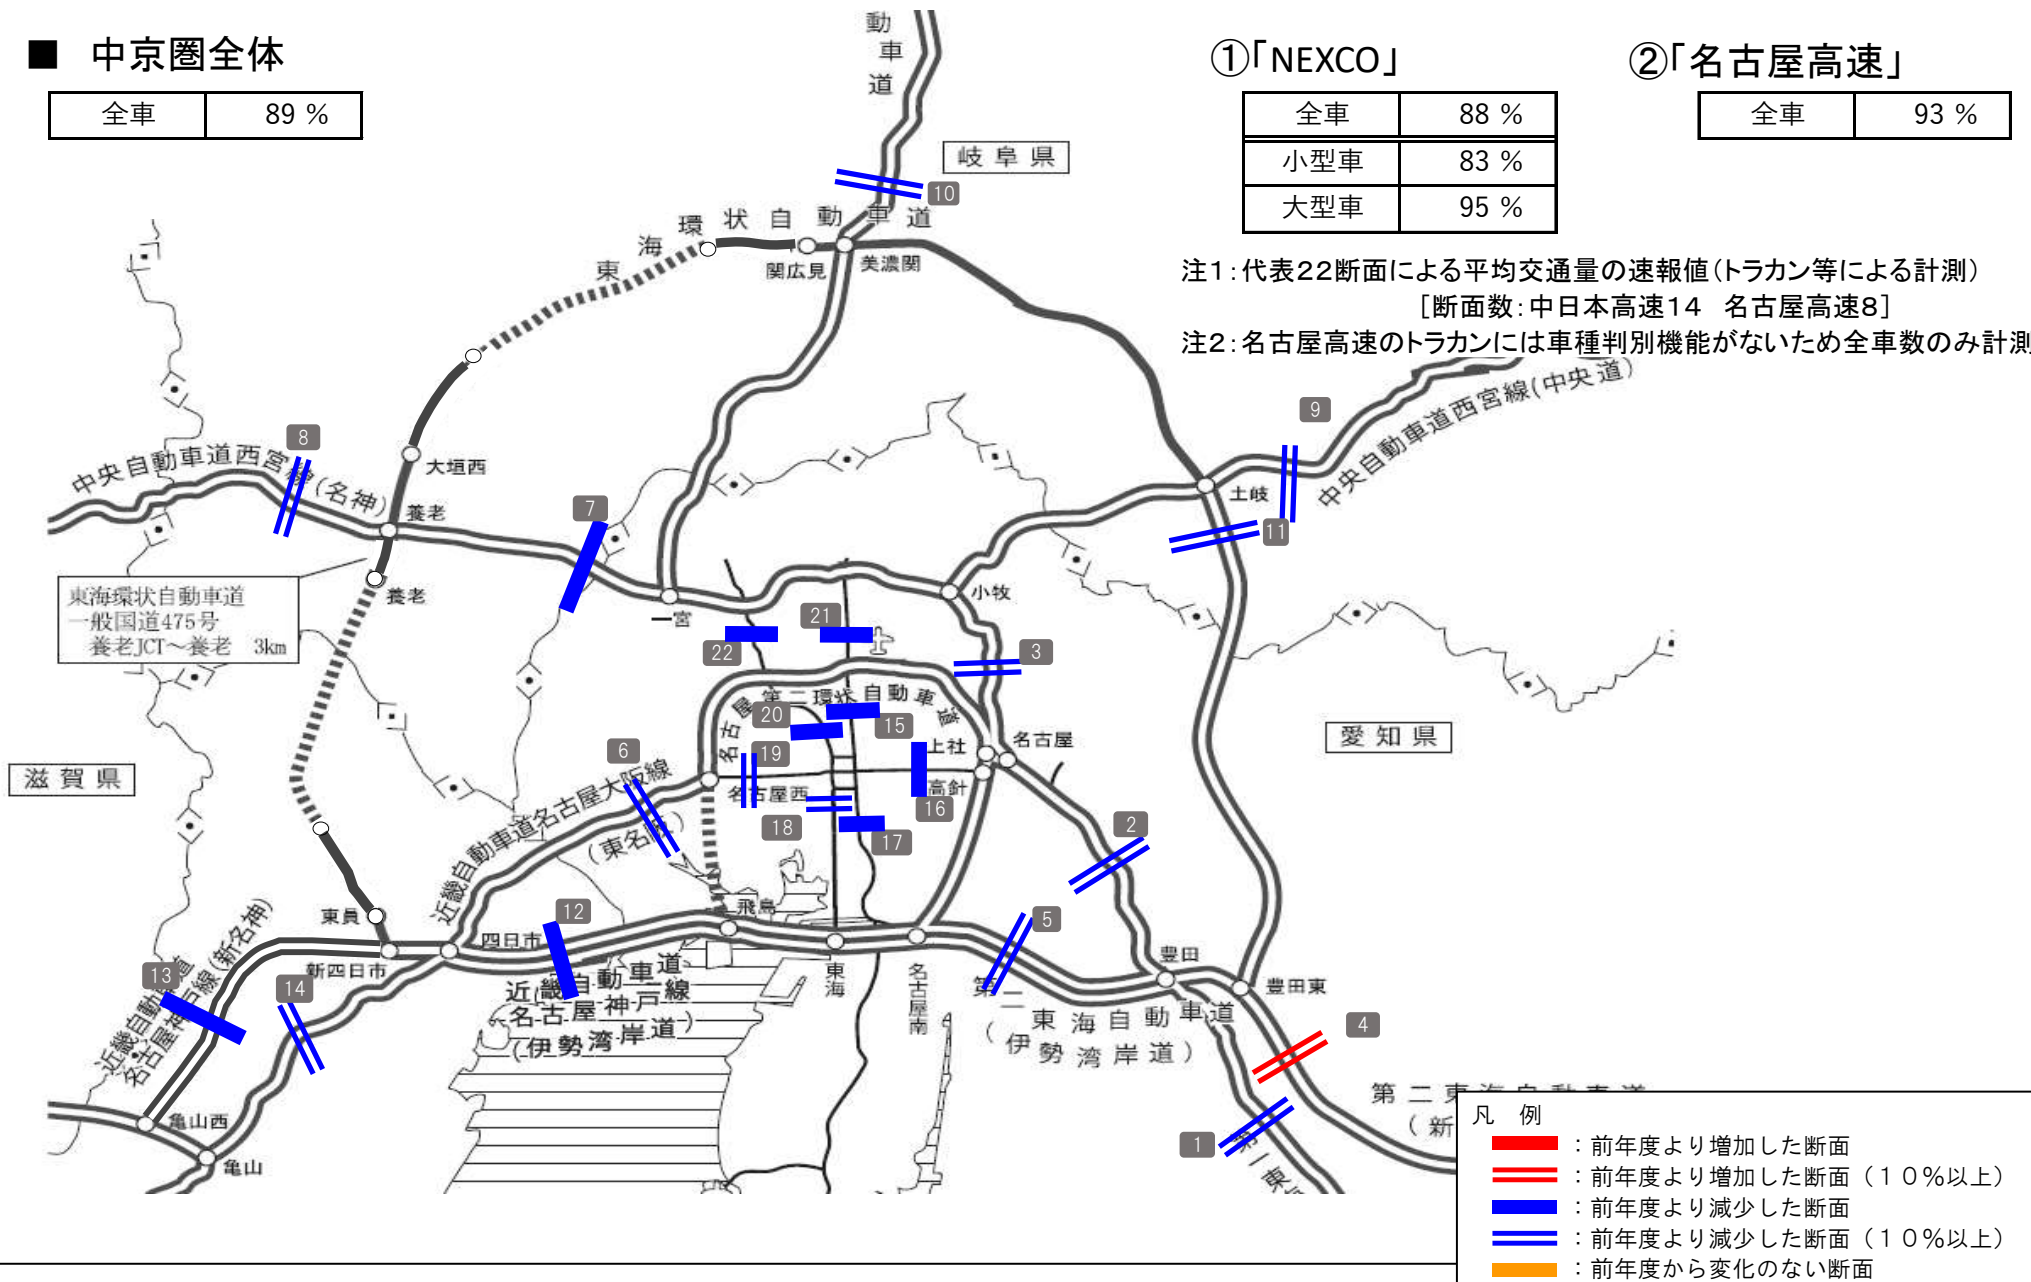 ■ 中京圏全体
全車 89 %
①「NEXCO」
全車 88 %
小型車 83 %
大型車 95 %
②「名古屋高速」
全車 93 %
注1：代表22断面による平均交通量の速報値（トラカン等による計測）
［断面数：中日本高速14　名古屋高速8］
注2：名古屋高速のトラカンには車種判別機能がないため全車数のみ計測
動車道
岐阜県
10
東海環状自動車道
関広見
美濃関
9
中央自動車道西宮線(中央道)
8
中央自動車道西宮線(名神)
大垣西
養老
7
土岐
11
東海環状自動車道
一般国道475号
養老JCT～養老　3km
養老
一宮
小牧
22
21
3
名古屋第二環状自動車道
20
15
19
上社
名古屋
愛知県
滋賀県
6
近畿自動車道名古屋大阪線
(東名阪)
名古屋西
高針
16
18
17
2
東員
12
飛島
5
四日市
新四日市
東海
名古屋南
豊田
豊田東
13
14
近畿自動車道
名古屋神戸線(新名神)
近畿自動車道
名古屋神戸線
(伊勢湾岸道)
第二東海自動車道
(伊勢湾岸道)
4
第二東海自動車道
(新
1
亀山西
亀山
第一東
凡　例
：前年度より増加した断面
：前年度より増加した断面（１０％以上）
：前年度より減少した断面
：前年度より減少した断面（１０％以上）
：前年度から変化のない断面